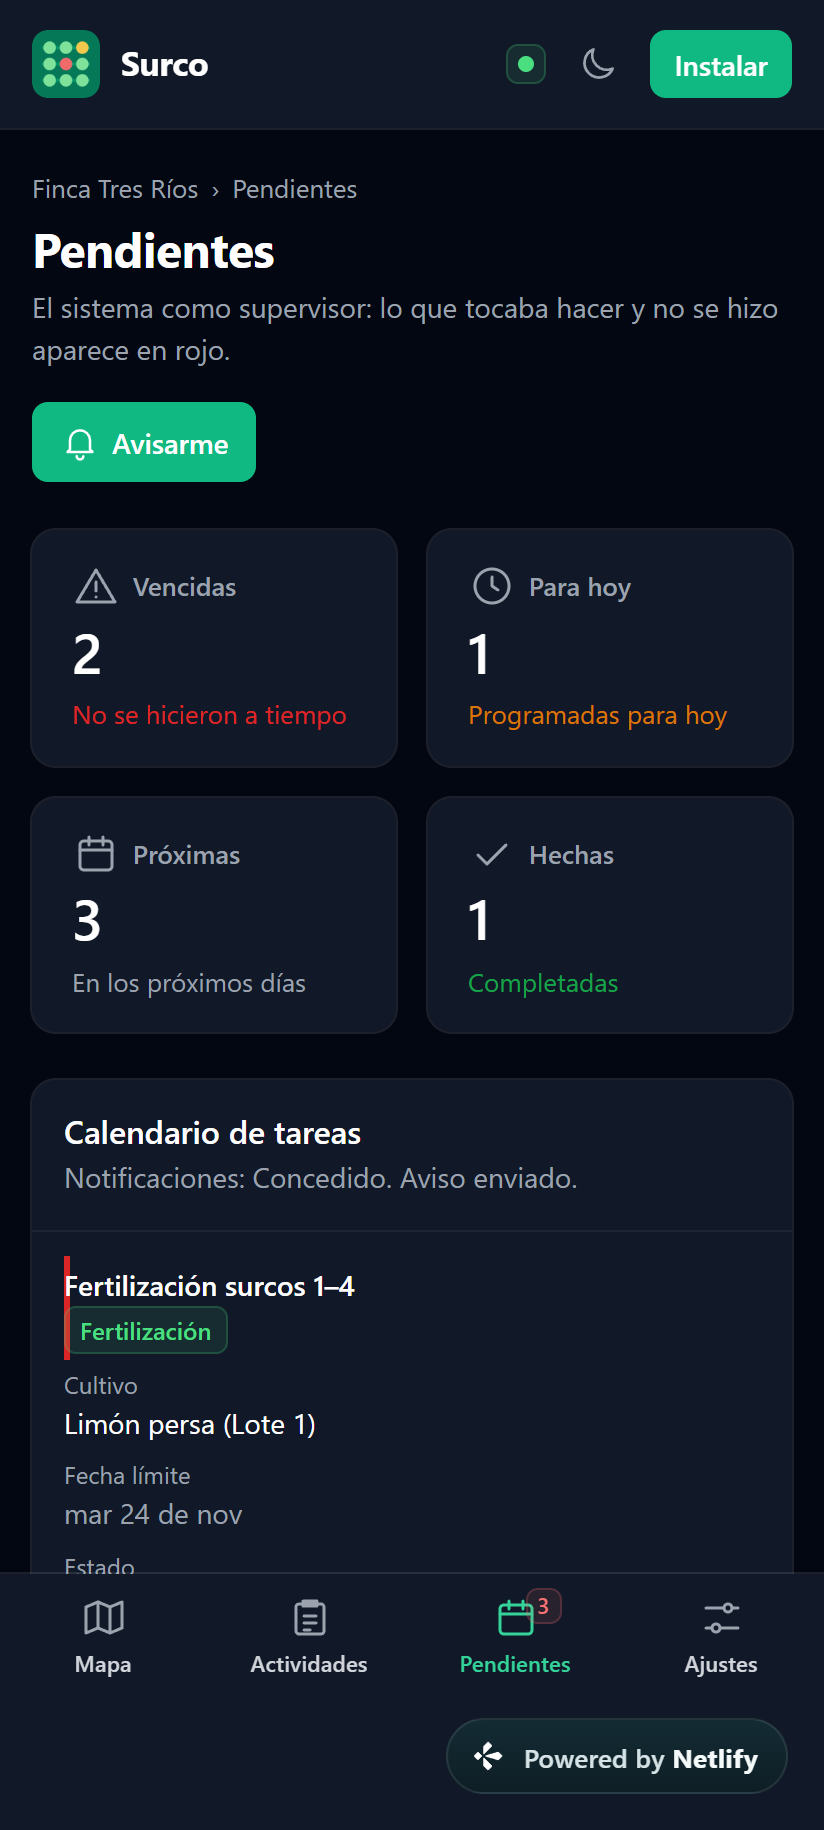 Surco
Instalar
Finca Tres Ríos › Pendientes
Pendientes
El sistema como supervisor: lo que tocaba hacer y no se hizo
aparece en rojo.
Avisarme
Vencidas
2
No se hicieron a tiempo
Para hoy
1
Programadas para hoy
Próximas
3
En los próximos días
Hechas
1
Completadas
Calendario de tareas
Notificaciones: Concedido. Aviso enviado.
Fertilización surcos 1–4
Fertilización
Cultivo
Limón persa (Lote 1)
Fecha límite
mar 24 de nov
Estado
Mapa
Actividades
3
Pendientes
Ajustes
Powered by Netlify